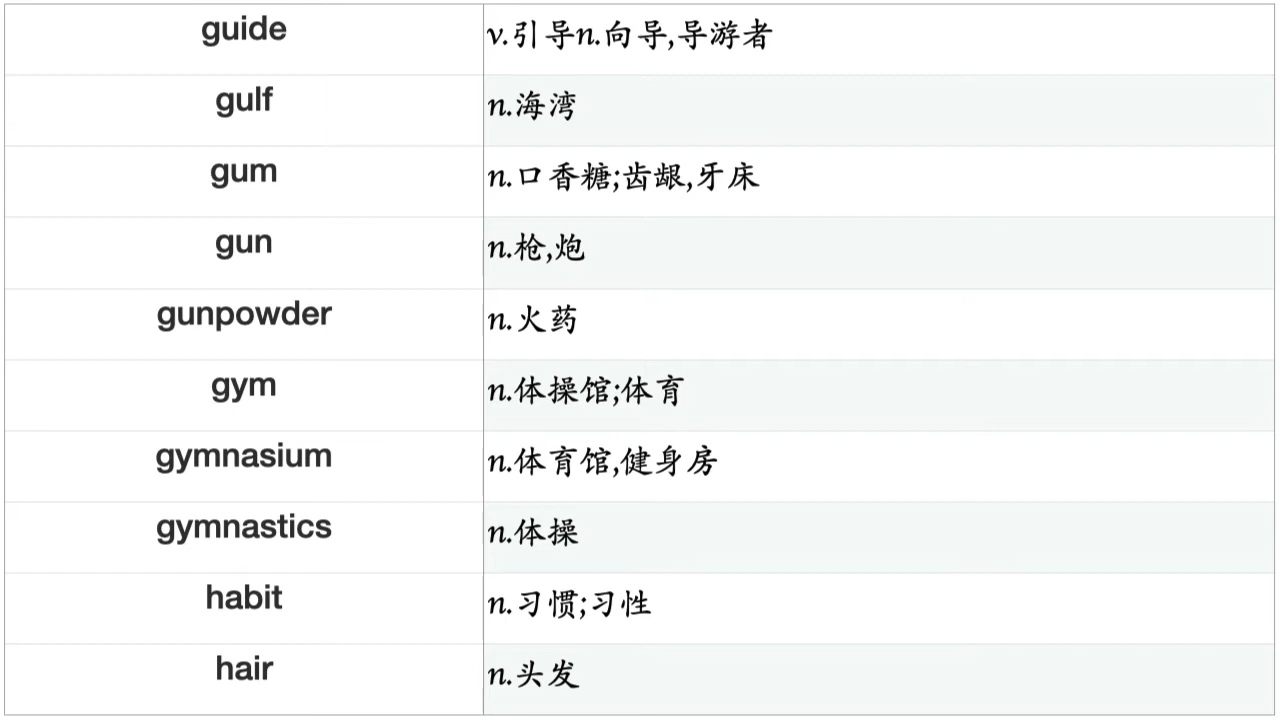 guide v.引导n.向导,导游者
gulf n.海湾
gum n.口香糖;齿龈,牙床
gun n.枪,炮
gunpowder n.火药
gym n.体操馆;体育
gymnasium n.体育馆,健身房
gymnastics n.体操
habit n.习惯;习性
hair n.头发